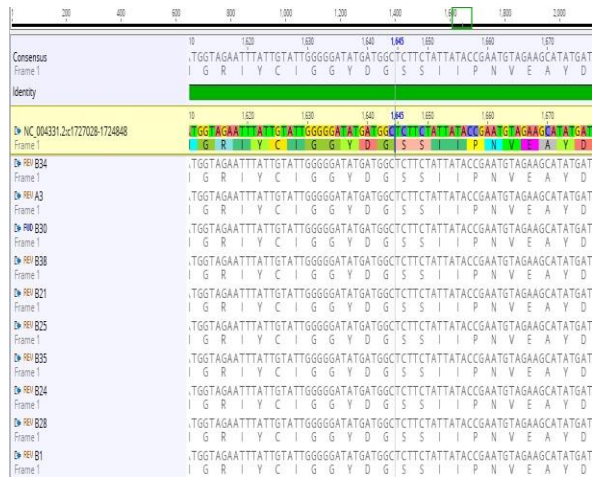 1 200 400 600 800 1,000 1,200 1,400 1,600 1,800 2,000
10 1,620 1,630 1,640 1,645 1,650 1,660 1,670
Consensus .TGGTAGAATTTATTGTATTGGGGGATATGATGGCTCTTCTATTATACCGAATGTAGAAGCATATGAT
Frame 1 I G R I Y C I G G Y D G S S I I P N V E A Y D
Identity
10 1,620 1,630 1,640 1,645 1,650 1,660 1,670
NC_004331.2:c1727028-1724848 .TGGTAGAATTTATTGTATTGGGGGATATGATGGCTCTTCTATTATACCGAATGTAGAAGCATATGAT
Frame 1 G R I Y C I G G Y D G S S I I P N V E A Y D
REV B34 .TGGTAGAATTTATTGTATTGGGGGATATGATGGCTCTTCTATTATACCGAATGTAGAAGCATATGAT
Frame 1 I G R I Y C I G G Y D G S S I I P N V E A Y D
REV A3 .TGGTAGAATTTATTGTATTGGGGGATATGATGGCTCTTCTATTATACCGAATGTAGAAGCATATGAT
Frame 1 I G R I Y C I G G Y D G S S I I P N V E A Y D
FWD B30 .TGGTAGAATTTATTGTATTGGGGGATATGATGGCTCTTCTATTATACCGAATGTAGAAGCATATGAT
Frame 1 I G R I Y C I G G Y D G S S I I P N V E A Y D
REV B38 .TGGTAGAATTTATTGTATTGGGGGATATGATGGCTCTTCTATTATACCGAATGTAGAAGCATATGAT
Frame 1 I G R I Y C I G G Y D G S S I I P N V E A Y D
REV B21 .TGGTAGAATTTATTGTATTGGGGGATATGATGGCTCTTCTATTATACCGAATGTAGAAGCATATGAT
Frame 1 I G R I Y C I G G Y D G S S I I P N V E A Y D
REV B25 .TGGTAGAATTTATTGTATTGGGGGATATGATGGCTCTTCTATTATACCGAATGTAGAAGCATATGAT
Frame 1 I G R I Y C I G G Y D G S S I I P N V E A Y D
REV B35 .TGGTAGAATTTATTGTATTGGGGGATATGATGGCTCTTCTATTATACCGAATGTAGAAGCATATGAT
Frame 1 I G R I Y C I G G Y D G S S I I P N V E A Y D
REV B24 .TGGTAGAATTTATTGTATTGGGGGATATGATGGCTCTTCTATTATACCGAATGTAGAAGCATATGAT
Frame 1 I G R I Y C I G G Y D G S S I I P N V E A Y D
REV B28 .TGGTAGAATTTATTGTATTGGGGGATATGATGGCTCTTCTATTATACCGAATGTAGAAGCATATGAT
Frame 1 I G R I Y C I G G Y D G S S I I P N V E A Y D
REV B1 .TGGTAGAATTTATTGTATTGGGGGATATGATGGCTCTTCTATTATACCGAATGTAGAAGCATATGAT
Frame 1 I G R I Y C I G G Y D G S S I I P N V E A Y D